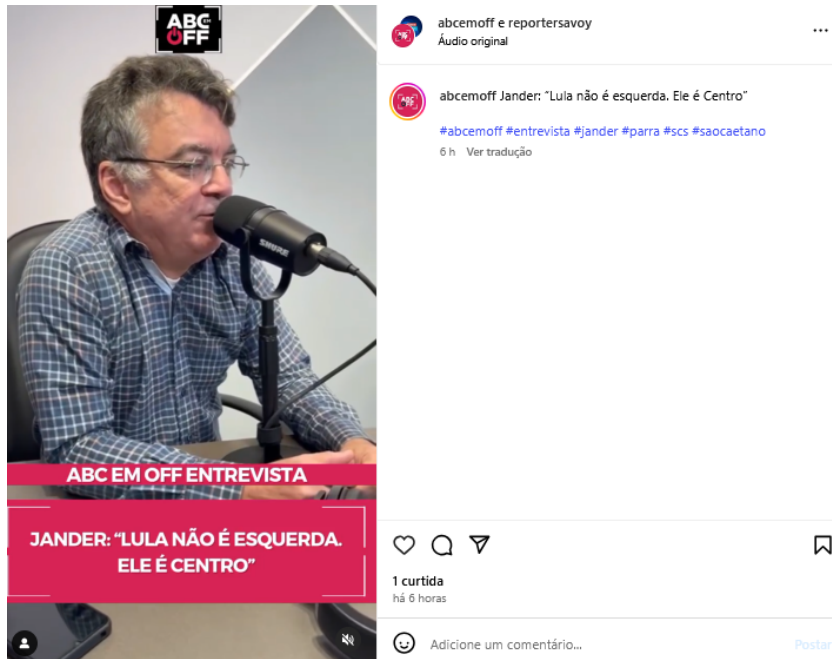 ABC EM
OFF
SHURE
ABC EM OFF ENTREVISTA
JANDER: “LULA NÃO É ESQUERDA.
ELE É CENTRO”
abcemoff e reportersavoy
Áudio original
abcemoff Jander: “Lula não é esquerda. Ele é Centro”
#abcemoff #entrevista #jander #parra #scs #saocaetano
6 h Ver tradução
1 curtida
há 6 horas
Adicione um comentário...
Postar